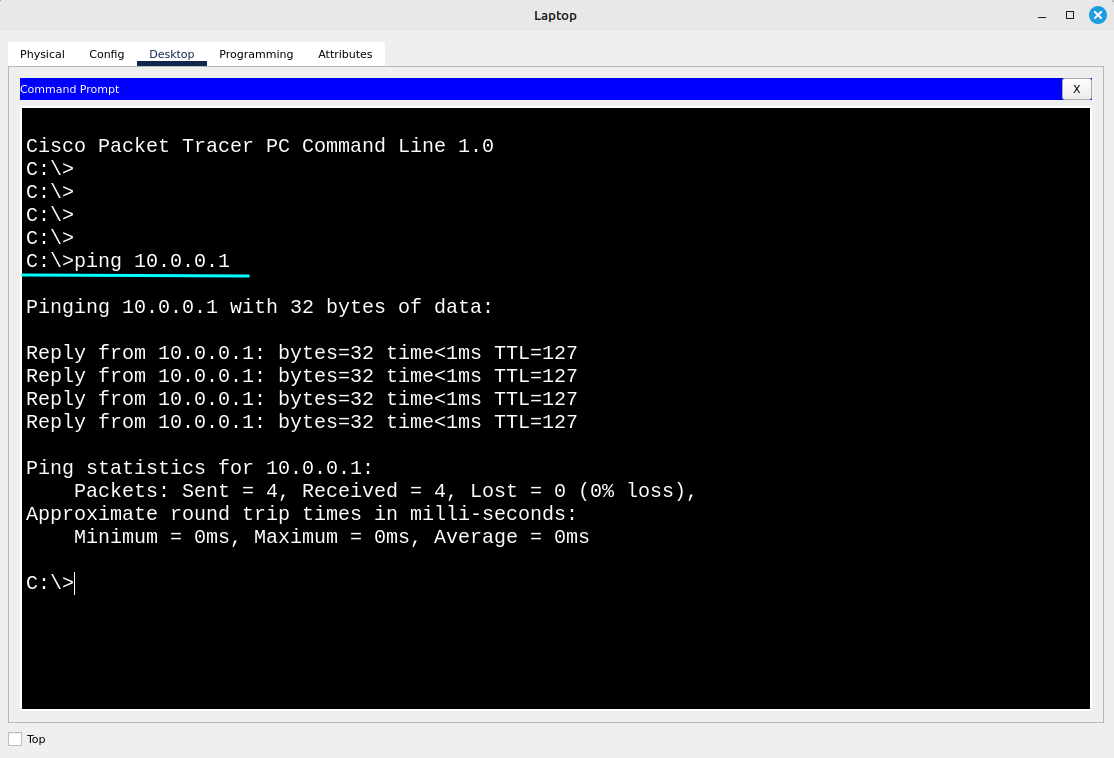 Laptop
Physical Config Desktop Programming Attributes
Command Prompt X
Cisco Packet Tracer PC Command Line 1.0
C:\>
C:\>
C:\>
C:\>
C:\>ping 10.0.0.1
Pinging 10.0.0.1 with 32 bytes of data:
Reply from 10.0.0.1: bytes=32 time<1ms TTL=127
Reply from 10.0.0.1: bytes=32 time<1ms TTL=127
Reply from 10.0.0.1: bytes=32 time<1ms TTL=127
Reply from 10.0.0.1: bytes=32 time<1ms TTL=127
Ping statistics for 10.0.0.1:
    Packets: Sent = 4, Received = 4, Lost = 0 (0% loss),
Approximate round trip times in milli-seconds:
    Minimum = 0ms, Maximum = 0ms, Average = 0ms
C:\>
Top